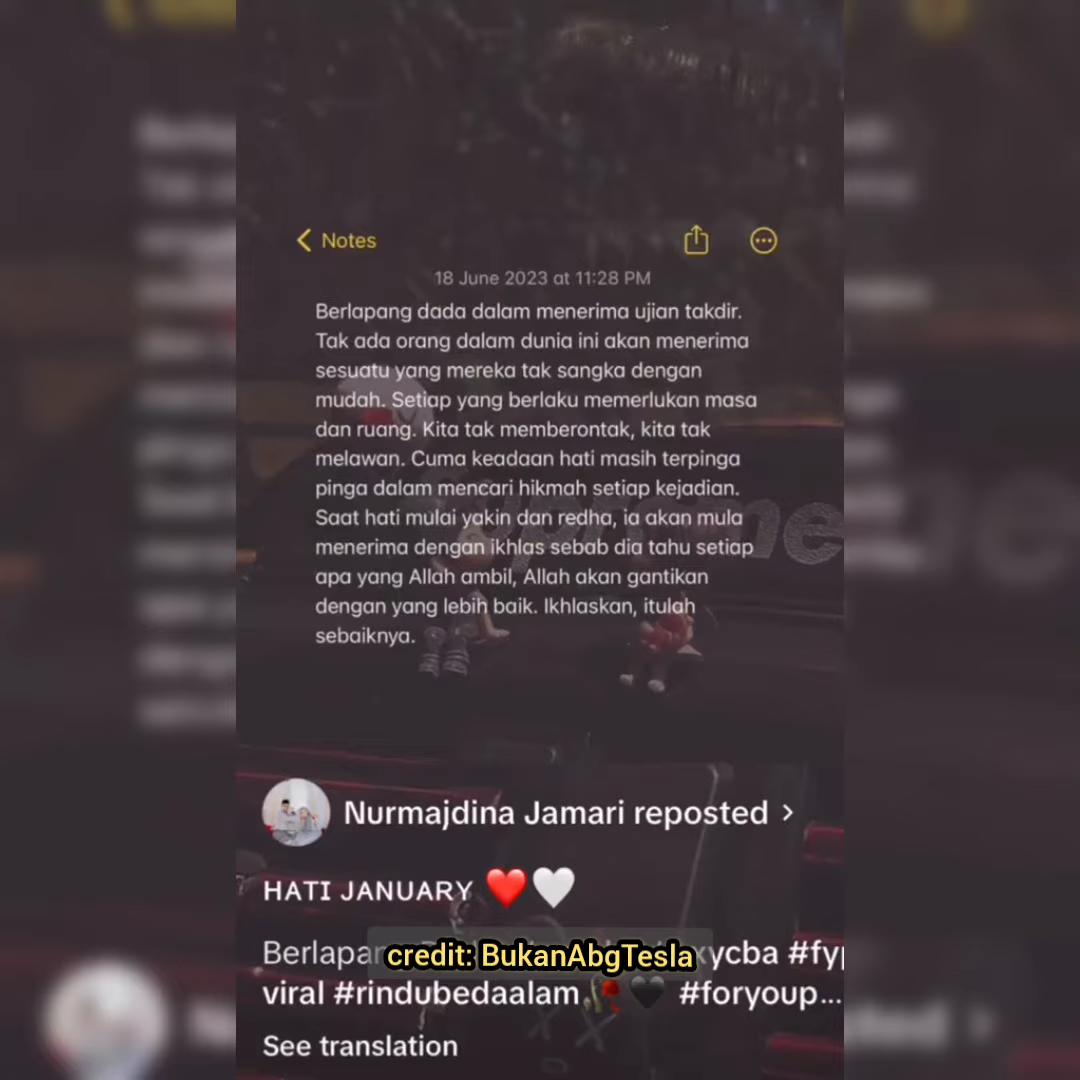 Notes
18 June 2023 at 11:28 PM
Berlapang dada dalam menerima ujian takdir.
Tak ada orang dalam dunia ini akan menerima
sesuatu yang mereka tak sangka dengan
mudah. Setiap yang berlaku memerlukan masa
dan ruang. Kita tak memberontak, kita tak
melawan. Cuma keadaan hati masih terpinga
pinga dalam mencari hikmah setiap kejadian.
Saat hati mulai yakin dan redha, ia akan mula
menerima dengan ikhlas sebab dia tahu setiap
apa yang Allah ambil, Allah akan gantikan
dengan yang lebih baik. Ikhlaskan, itulah
sebaiknya.
Supreme
Nurmajdina Jamari reposted
HATI JANUARY ❤️🤍
credit: BukanAbgTesla
viral #rindubedaalam🥀🖤 #foryoup...
See translation